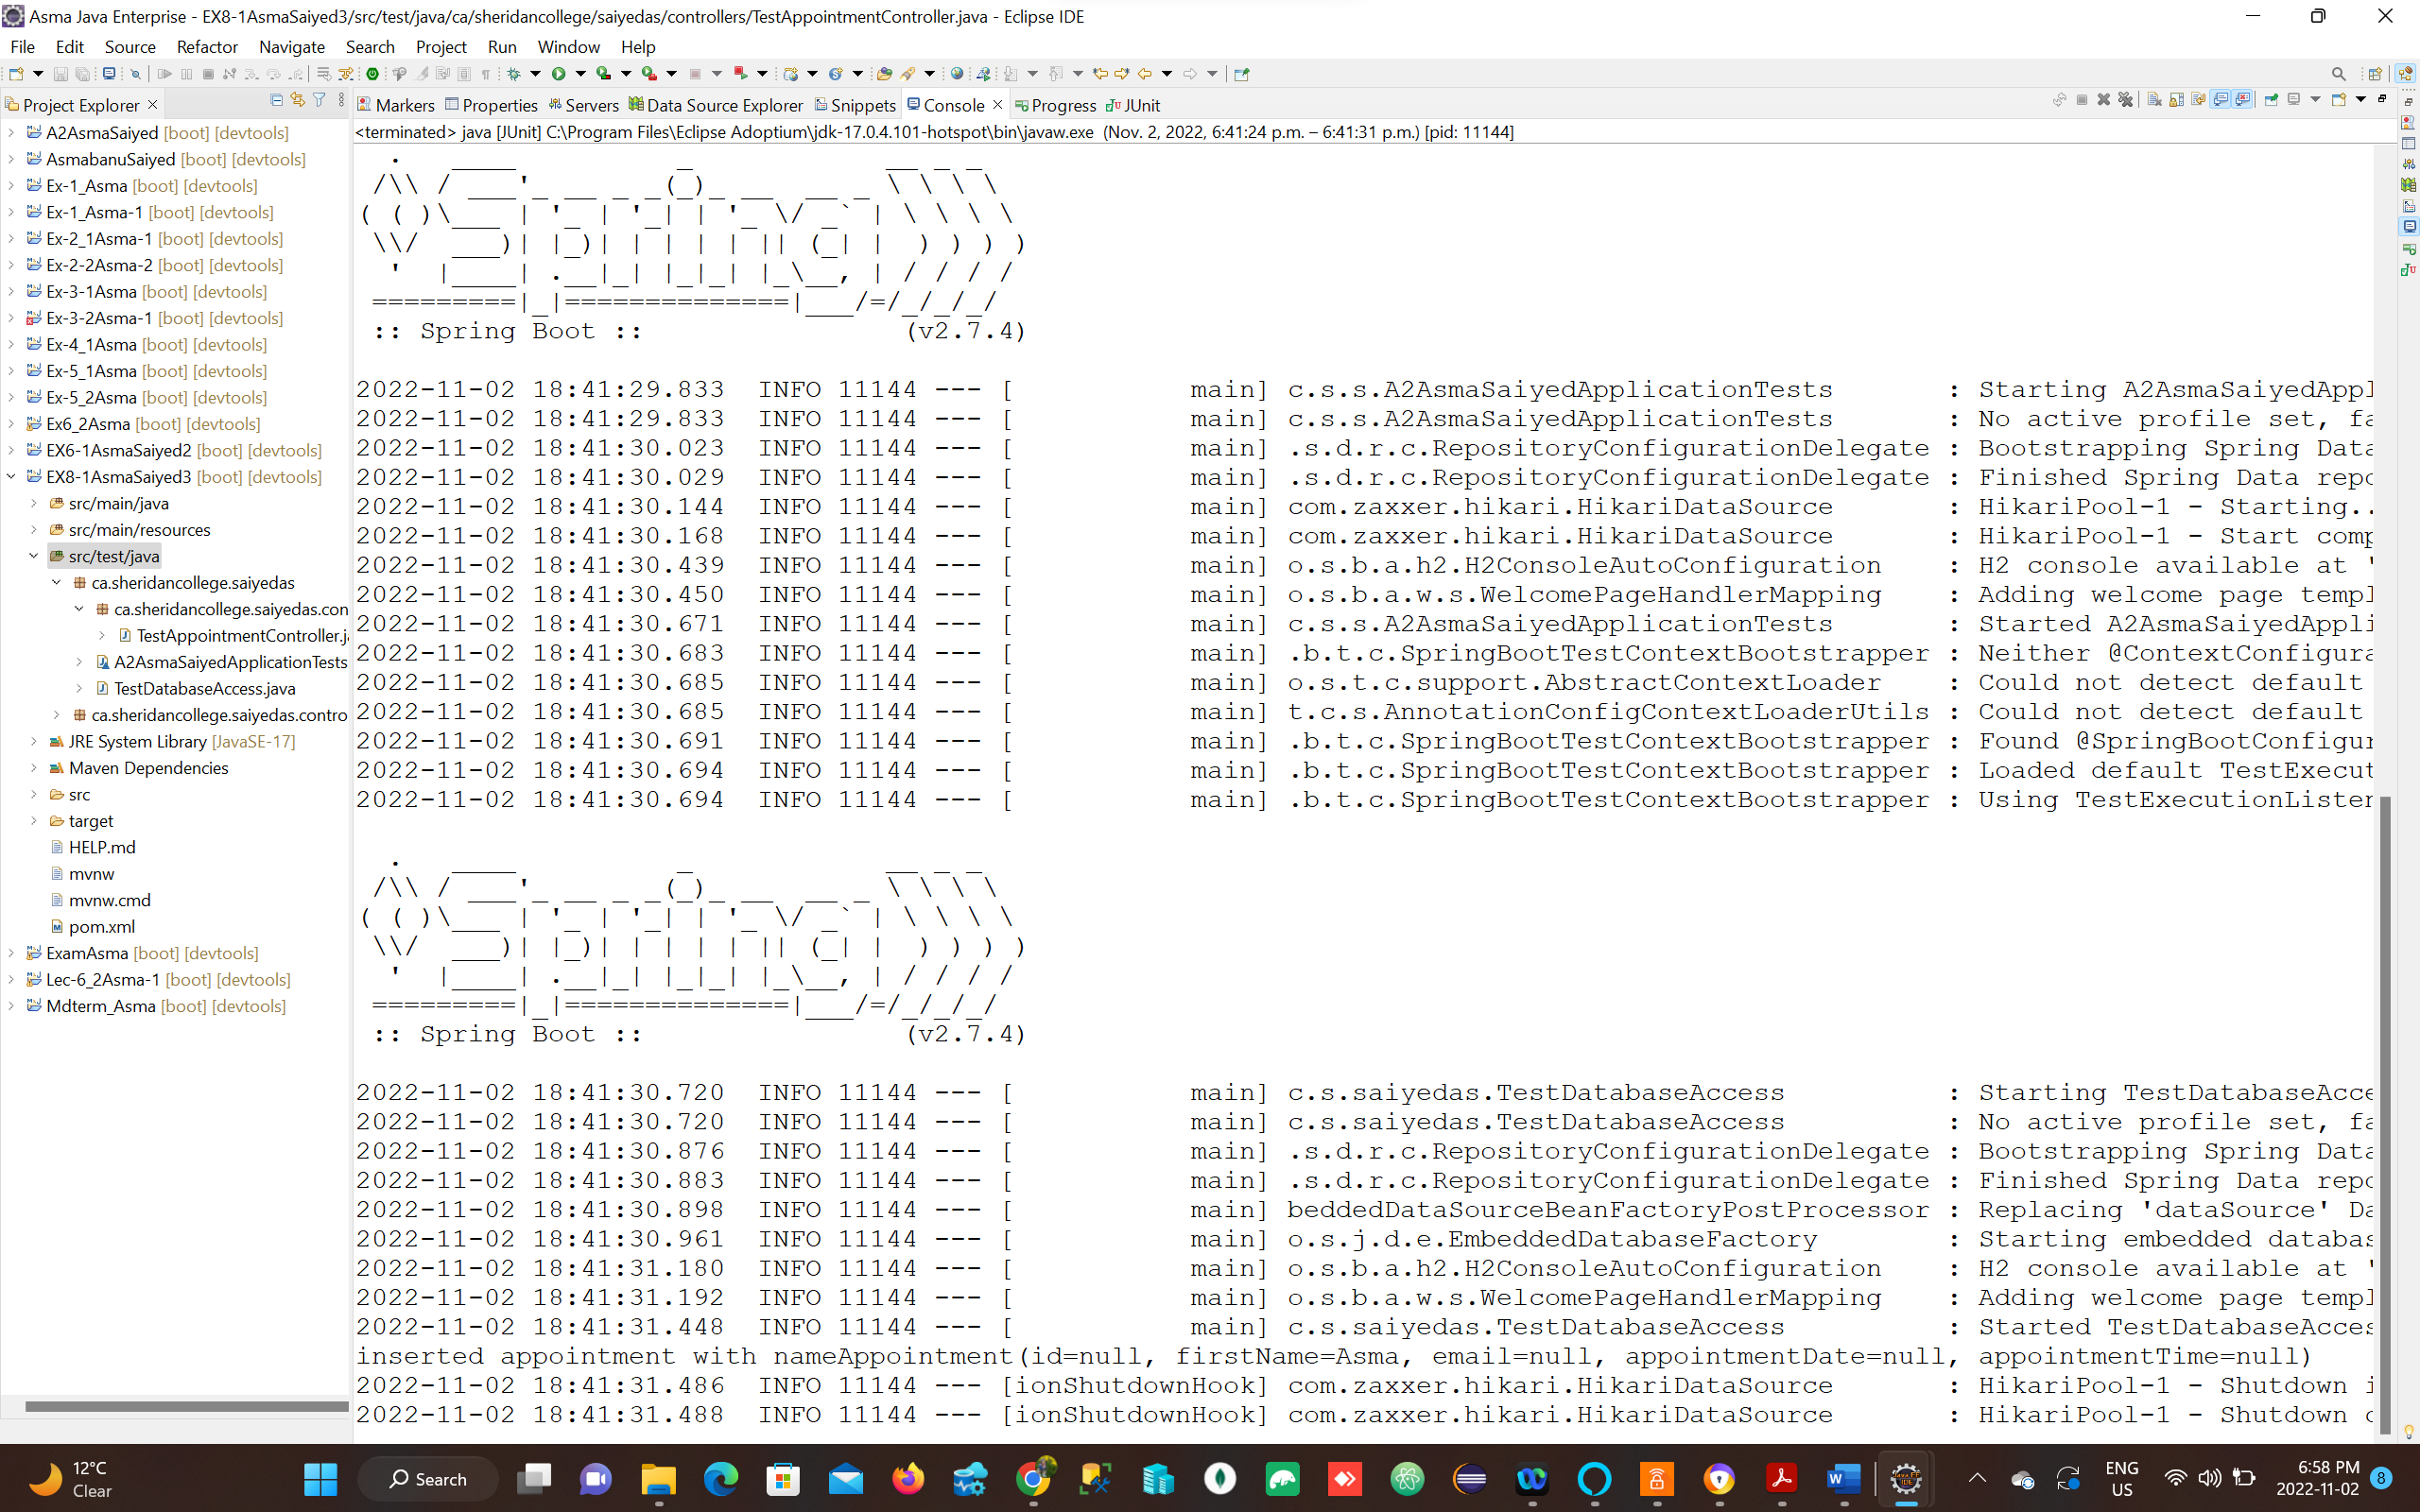 Asma Java Enterprise - EX8-1AsmaSaiyed3/src/test/java/ca/sheridancollege/saiyedas/controllers/TestAppointmentController.java - Eclipse IDE
File Edit Source Refactor Navigate Search Project Run Window Help
Project Explorer
Markers Properties Servers Data Source Explorer Snippets Console Progress JUnit
<terminated> java [JUnit] C:\Program Files\Eclipse Adoptium\jdk-17.0.4.101-hotspot\bin\javaw.exe (Nov. 2, 2022, 6:41:24 p.m. – 6:41:31 p.m.) [pid: 11144]
A2AsmaSaiyed [boot] [devtools]
AsmabanuSaiyed [boot] [devtools]
Ex-1_Asma [boot] [devtools]
Ex-1_Asma-1 [boot] [devtools]
Ex-2_1Asma-1 [boot] [devtools]
Ex-2-2Asma-2 [boot] [devtools]
Ex-3-1Asma [boot] [devtools]
Ex-3-2Asma-1 [boot] [devtools]
Ex-4_1Asma [boot] [devtools]
Ex-5_1Asma [boot] [devtools]
Ex-5_2Asma [boot] [devtools]
Ex6_2Asma [boot] [devtools]
EX6-1AsmaSaiyed2 [boot] [devtools]
EX8-1AsmaSaiyed3 [boot] [devtools]
src/main/java
src/main/resources
src/test/java
ca.sheridancollege.saiyedas
ca.sheridancollege.saiyedas.con
TestAppointmentController.j
A2AsmaSaiyedApplicationTests
TestDatabaseAccess.java
ca.sheridancollege.saiyedas.contro
JRE System Library [JavaSE-17]
Maven Dependencies
src
target
HELP.md
mvnw
mvnw.cmd
pom.xml
ExamAsma [boot] [devtools]
Lec-6_2Asma-1 [boot] [devtools]
Mdterm_Asma [boot] [devtools]
Spring
:: Spring Boot :: (v2.7.4)
2022-11-02 18:41:29.833 INFO 11144 --- [ main] c.s.s.A2AsmaSaiyedApplicationTests : Starting A2AsmaSaiyedAppl
2022-11-02 18:41:29.833 INFO 11144 --- [ main] c.s.s.A2AsmaSaiyedApplicationTests : No active profile set, fa
2022-11-02 18:41:30.023 INFO 11144 --- [ main] .s.d.r.c.RepositoryConfigurationDelegate : Bootstrapping Spring Data
2022-11-02 18:41:30.029 INFO 11144 --- [ main] .s.d.r.c.RepositoryConfigurationDelegate : Finished Spring Data repo
2022-11-02 18:41:30.144 INFO 11144 --- [ main] com.zaxxer.hikari.HikariDataSource : HikariPool-1 - Starting..
2022-11-02 18:41:30.168 INFO 11144 --- [ main] com.zaxxer.hikari.HikariDataSource : HikariPool-1 - Start comp
2022-11-02 18:41:30.439 INFO 11144 --- [ main] o.s.b.a.h2.H2ConsoleAutoConfiguration : H2 console available at '
2022-11-02 18:41:30.450 INFO 11144 --- [ main] o.s.b.a.w.s.WelcomePageHandlerMapping : Adding welcome page templ
2022-11-02 18:41:30.671 INFO 11144 --- [ main] c.s.s.A2AsmaSaiyedApplicationTests : Started A2AsmaSaiyedAppli
2022-11-02 18:41:30.683 INFO 11144 --- [ main] .b.t.c.SpringBootTestContextBootstrapper : Neither @ContextConfigura
2022-11-02 18:41:30.685 INFO 11144 --- [ main] o.s.t.c.support.AbstractContextLoader : Could not detect default
2022-11-02 18:41:30.685 INFO 11144 --- [ main] t.c.s.AnnotationConfigContextLoaderUtils : Could not detect default
2022-11-02 18:41:30.691 INFO 11144 --- [ main] .b.t.c.SpringBootTestContextBootstrapper : Found @SpringBootConfigur
2022-11-02 18:41:30.694 INFO 11144 --- [ main] .b.t.c.SpringBootTestContextBootstrapper : Loaded default TestExecut
2022-11-02 18:41:30.694 INFO 11144 --- [ main] .b.t.c.SpringBootTestContextBootstrapper : Using TestExecutionListen
Spring
:: Spring Boot :: (v2.7.4)
2022-11-02 18:41:30.720 INFO 11144 --- [ main] c.s.saiyedas.TestDatabaseAccess : Starting TestDatabaseAcce
2022-11-02 18:41:30.720 INFO 11144 --- [ main] c.s.saiyedas.TestDatabaseAccess : No active profile set, fa
2022-11-02 18:41:30.876 INFO 11144 --- [ main] .s.d.r.c.RepositoryConfigurationDelegate : Bootstrapping Spring Data
2022-11-02 18:41:30.883 INFO 11144 --- [ main] .s.d.r.c.RepositoryConfigurationDelegate : Finished Spring Data repo
2022-11-02 18:41:30.898 INFO 11144 --- [ main] beddedDataSourceBeanFactoryPostProcessor : Replacing 'dataSource' Da
2022-11-02 18:41:30.961 INFO 11144 --- [ main] o.s.j.d.e.EmbeddedDatabaseFactory : Starting embedded databas
2022-11-02 18:41:31.180 INFO 11144 --- [ main] o.s.b.a.h2.H2ConsoleAutoConfiguration : H2 console available at '
2022-11-02 18:41:31.192 INFO 11144 --- [ main] o.s.b.a.w.s.WelcomePageHandlerMapping : Adding welcome page templ
2022-11-02 18:41:31.448 INFO 11144 --- [ main] c.s.saiyedas.TestDatabaseAccess : Started TestDatabaseAcces
inserted appointment with nameAppointment(id=null, firstName=Asma, email=null, appointmentDate=null, appointmentTime=null)
2022-11-02 18:41:31.486 INFO 11144 --- [ionShutdownHook] com.zaxxer.hikari.HikariDataSource : HikariPool-1 - Shutdown i
2022-11-02 18:41:31.488 INFO 11144 --- [ionShutdownHook] com.zaxxer.hikari.HikariDataSource : HikariPool-1 - Shutdown c
12°C
Clear
Search
ENG
US
6:58 PM
2022-11-02
8